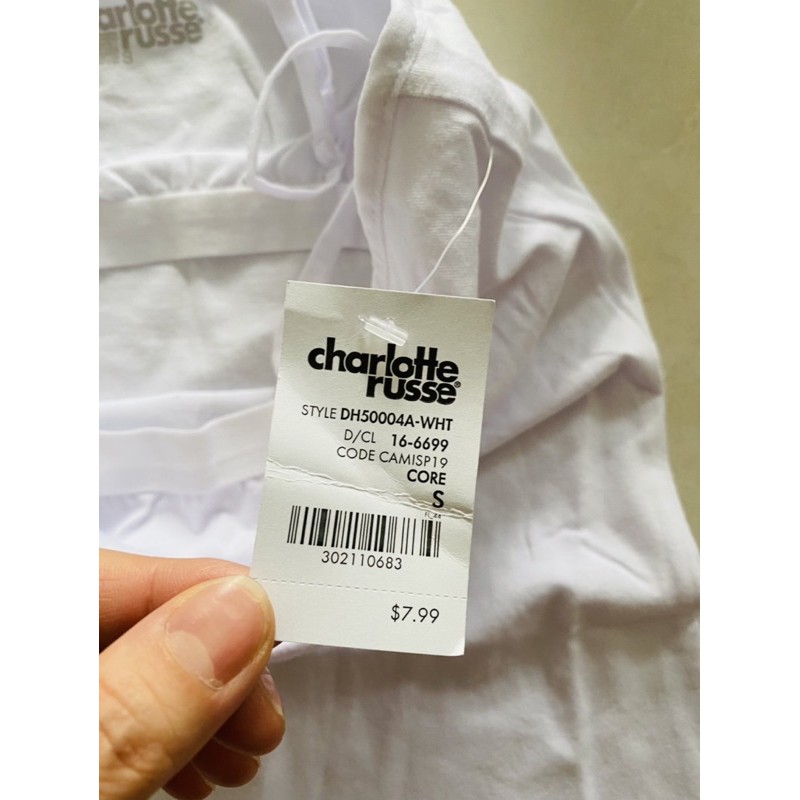 charlotte
russe
charlotte
russe®
STYLE DH50004A-WHT
D/CL 16-6699
CODE CAMISP19
CORE
S
302110683
$7.99